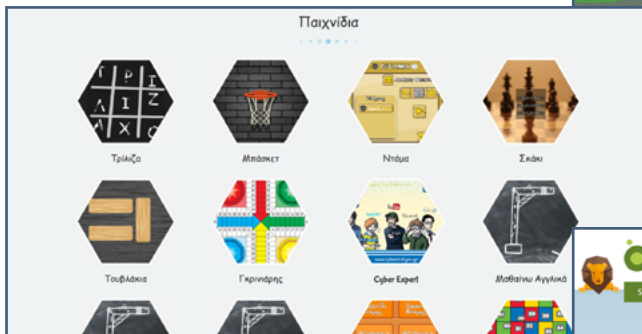 Παιχνίδια
Τρίλιζα
Μπάσκετ
Ντάμα
Σκάκι
Τουβλάκια
Γκρινιάρης
Cyber Expert
Μαθαίνω Αγγλικά